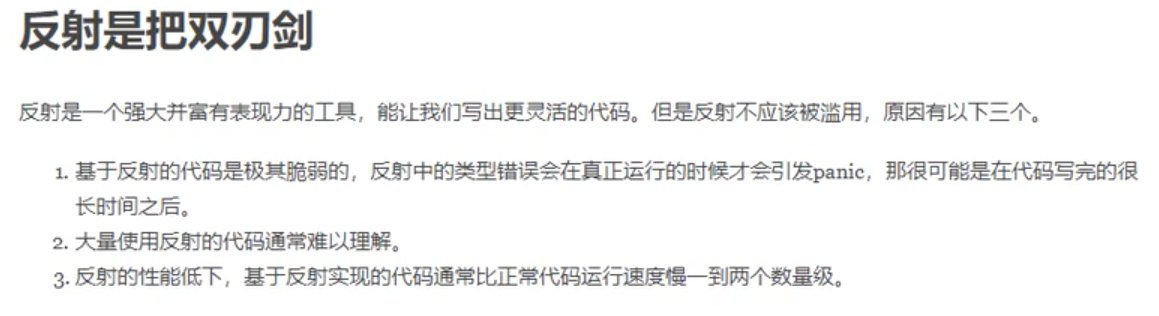 反射是把双刃剑
反射是一个强大并富有表现力的工具，能让我们写出更灵活的代码。但是反射不应该被滥用，原因有以下三个。
1. 基于反射的代码是极其脆弱的，反射中的类型错误会在真正运行的时候才会引发panic，那很可能是在代码写完的很
长时间之后。
2. 大量使用反射的代码通常难以理解。
3. 反射的性能低下，基于反射实现的代码通常比正常代码运行速度慢一到两个数量级。